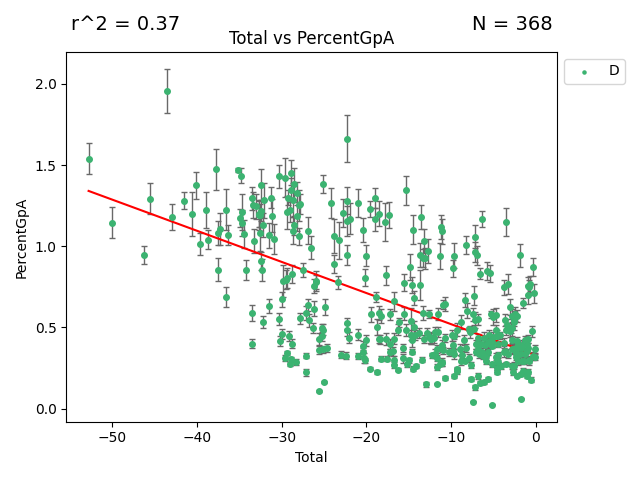 r^2 = 0.37
N = 368
Total vs PercentGpA
D
2.0
1.5
1.0
0.5
0.0
PercentGpA
−50
−40
−30
−20
−10
0
Total